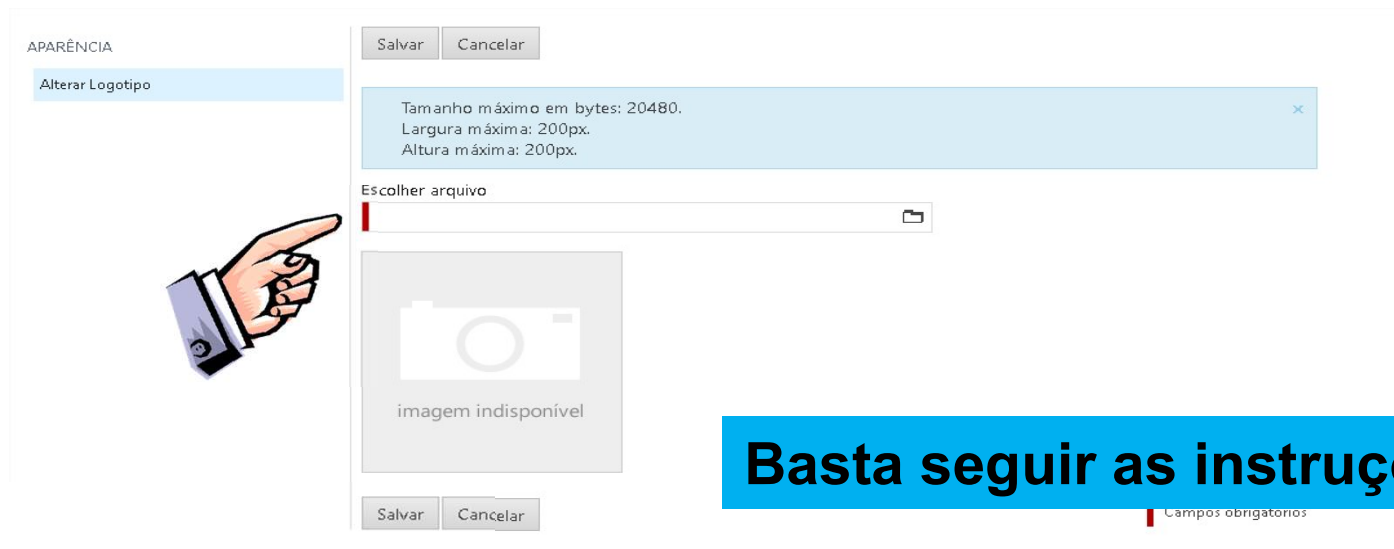 APARÊNCIA
Alterar Logotipo
Salvar Cancelar
Tamanho máximo em bytes: 20480.
Largura máxima: 200px.
Altura máxima: 200px.
×
Escolher arquivo
imagem indisponível
Basta seguir as
Salvar Cancelar
Campos obrigatórios